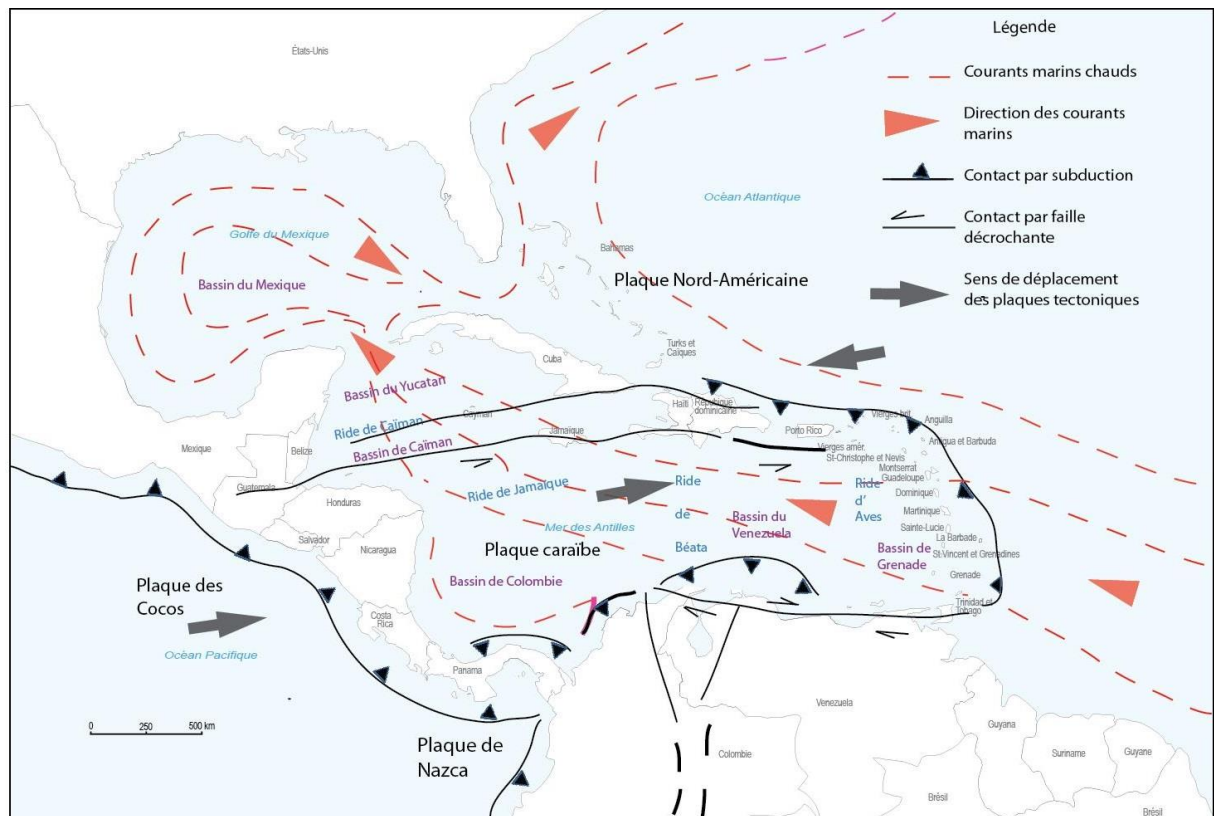 Légende
Courants marins chauds
Direction des courants
marins
Contact par subduction
Contact par faille
décrochante
Sens de déplacement
des plaques tectoniques
États-Unis
Océan Atlantique
Golfe du Mexique
Bahamas
Bassin du Mexique
Plaque Nord-Américaine
Turks et
Caïques
Cuba
Bassin du Yucatan
Haïti
République
dominicaine
Vierges brit.
Anguilla
Cayman
Ride de Caïman
Jamaïque
Porto Rico
Antigua et Barbuda
Mexique
Belize
Bassin de Caïman
Vierges amér.
St-Christophe et Nevis
Montserrat
Guadeloupe
Guatemala
Ride de Jamaïque
Ride
de
Béata
Ride
d'
Aves
Dominique
Honduras
Martinique
Mer des Antilles
Bassin du
Venezuela
Sainte-Lucie
La Barbade
Salvador
Nicaragua
Plaque caraïbe
Bassin de
Grenade
St-Vincent et Grenadines
Plaque des
Cocos
Bassin de Colombie
Grenade
Trinidad et
Tobago
Costa
Rica
Océan Pacifique
Panama
0 250 500 km
Venezuela
Plaque de
Nazca
Colombie
Guyana
Suriname
Guyane
Brésil
Brésil